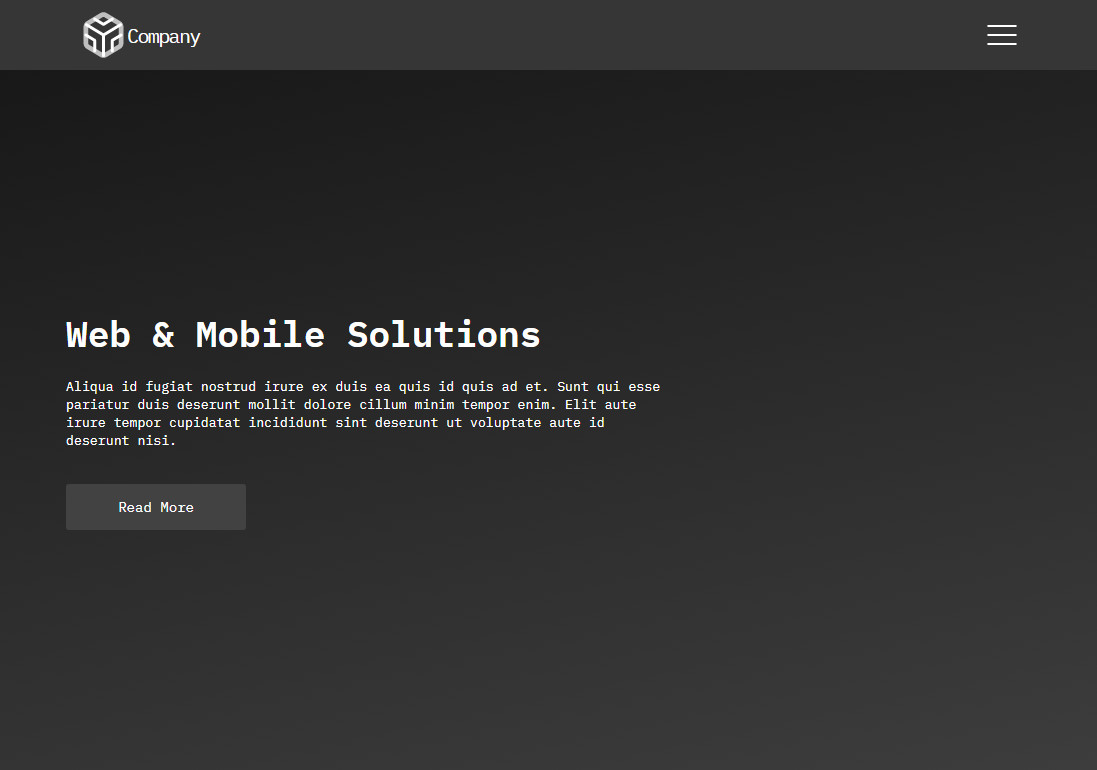 Company
Web & Mobile Solutions
Aliqua id fugiat nostrud irure ex duis ea quis id quis ad et. Sunt qui esse
pariatur duis deserunt mollit dolore cillum minim tempor enim. Elit aute
irure tempor cupidatat incididunt sint deserunt ut voluptate aute id
deserunt nisi.
Read More